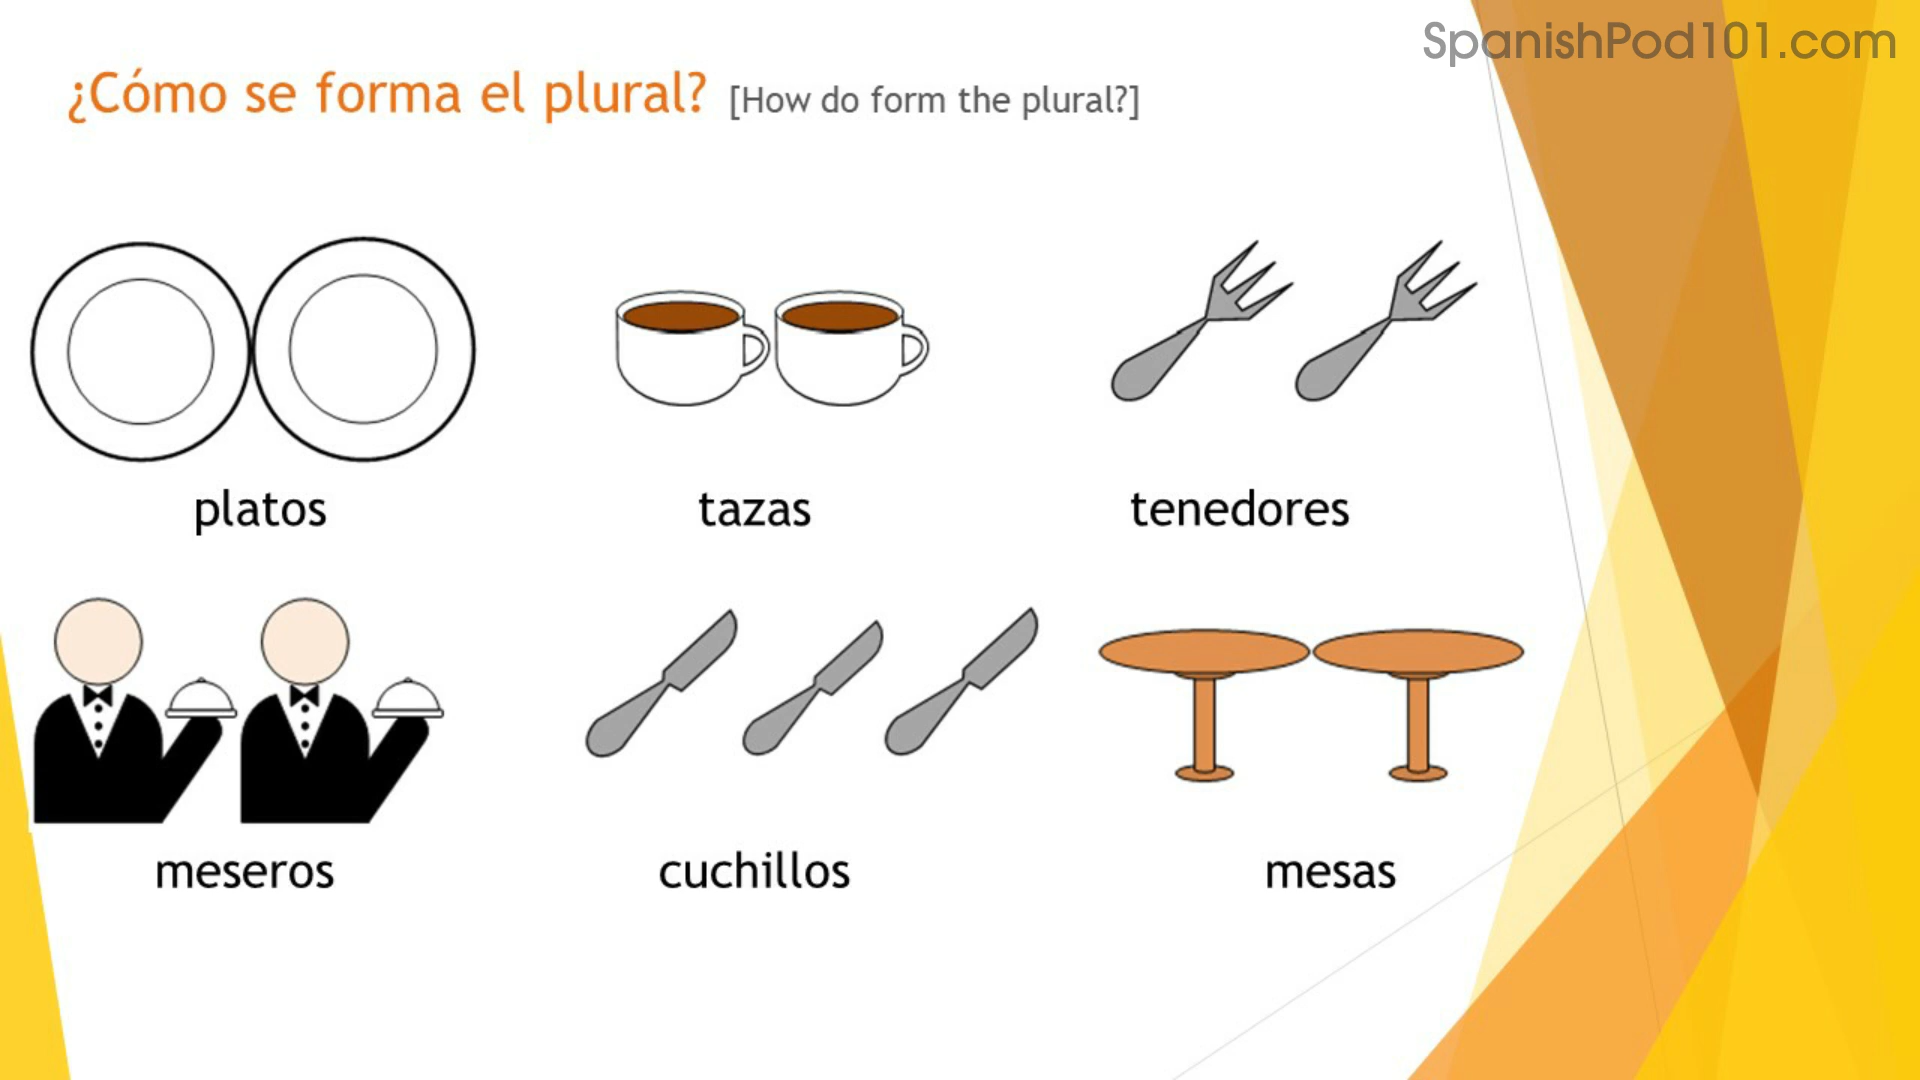 SpanishPod101.com
¿Cómo se forma el plural? [How do form the plural?]
platos
tazas
tenedores
meseros
cuchillos
mesas